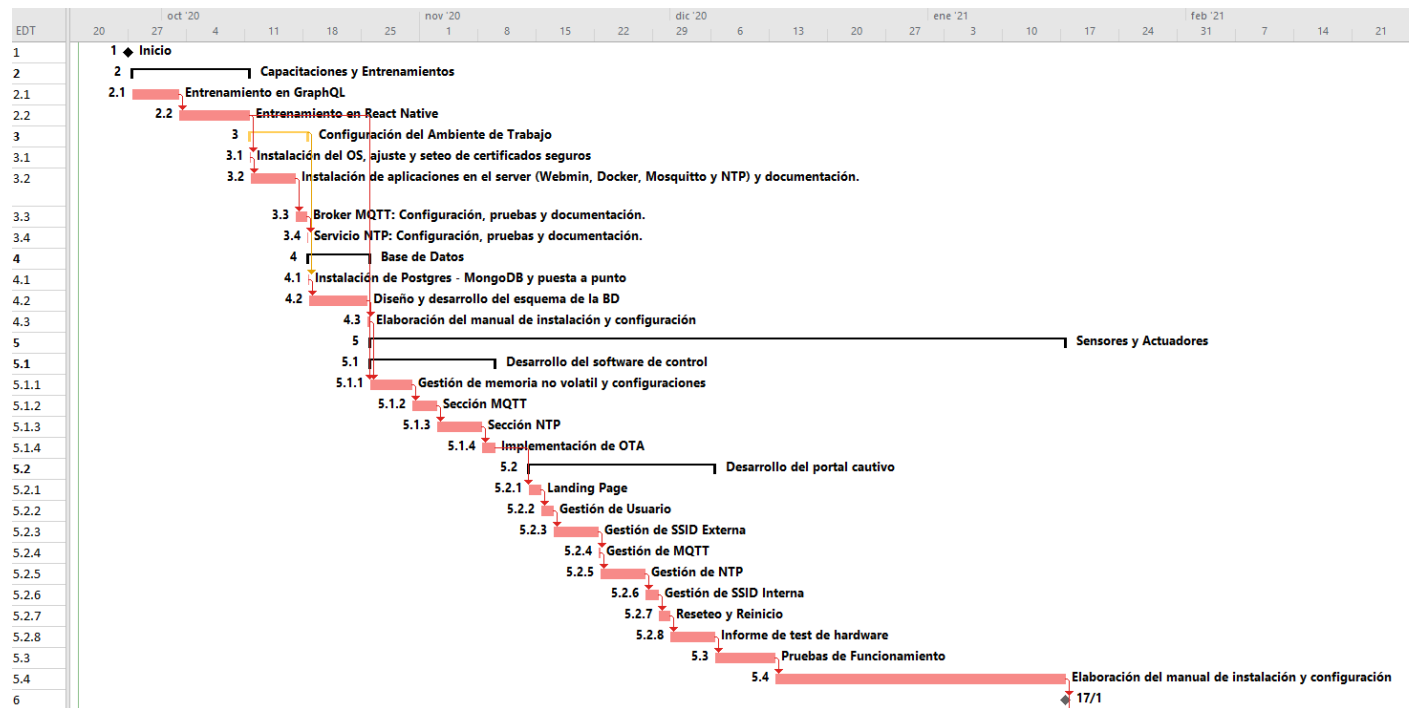 oct '20 nov '20 dic '20 ene '21 feb '21
EDT 20 27 4 11 18 25 1 8 15 22 29 6 13 20 27 3 10 17 24 31 7 14 21
1 1 Inicio
2 2 Capacitaciones y Entrenamientos
2.1 2.1 Entrenamiento en GraphQL
2.2 2.2 Entrenamiento en React Native
3 3 Configuración del Ambiente de Trabajo
3.1 3.1 Instalación del OS, ajuste y seteo de certificados seguros
3.2 3.2 Instalación de aplicaciones en el server (Webmin, Docker, Mosquitto y NTP) y documentación.
3.3 3.3 Broker MQTT: Configuración, pruebas y documentación.
3.4 3.4 Servicio NTP: Configuración, pruebas y documentación.
4 4 Base de Datos
4.1 4.1 Instalación de Postgres - MongoDB y puesta a punto
4.2 4.2 Diseño y desarrollo del esquema de la BD
4.3 4.3 Elaboración del manual de instalación y configuración
5 5 Sensores y Actuadores
5.1 5.1 Desarrollo del software de control
5.1.1 5.1.1 Gestión de memoria no volatil y configuraciones
5.1.2 5.1.2 Sección MQTT
5.1.3 5.1.3 Sección NTP
5.1.4 5.1.4 Implementación de OTA
5.2 5.2 Desarrollo del portal cautivo
5.2.1 5.2.1 Landing Page
5.2.2 5.2.2 Gestión de Usuario
5.2.3 5.2.3 Gestión de SSID Externa
5.2.4 5.2.4 Gestión de MQTT
5.2.5 5.2.5 Gestión de NTP
5.2.6 5.2.6 Gestión de SSID Interna
5.2.7 5.2.7 Reseteo y Reinicio
5.2.8 5.2.8 Informe de test de hardware
5.3 5.3 Pruebas de Funcionamiento
5.4 5.4 Elaboración del manual de instalación y configuración
6 17/1